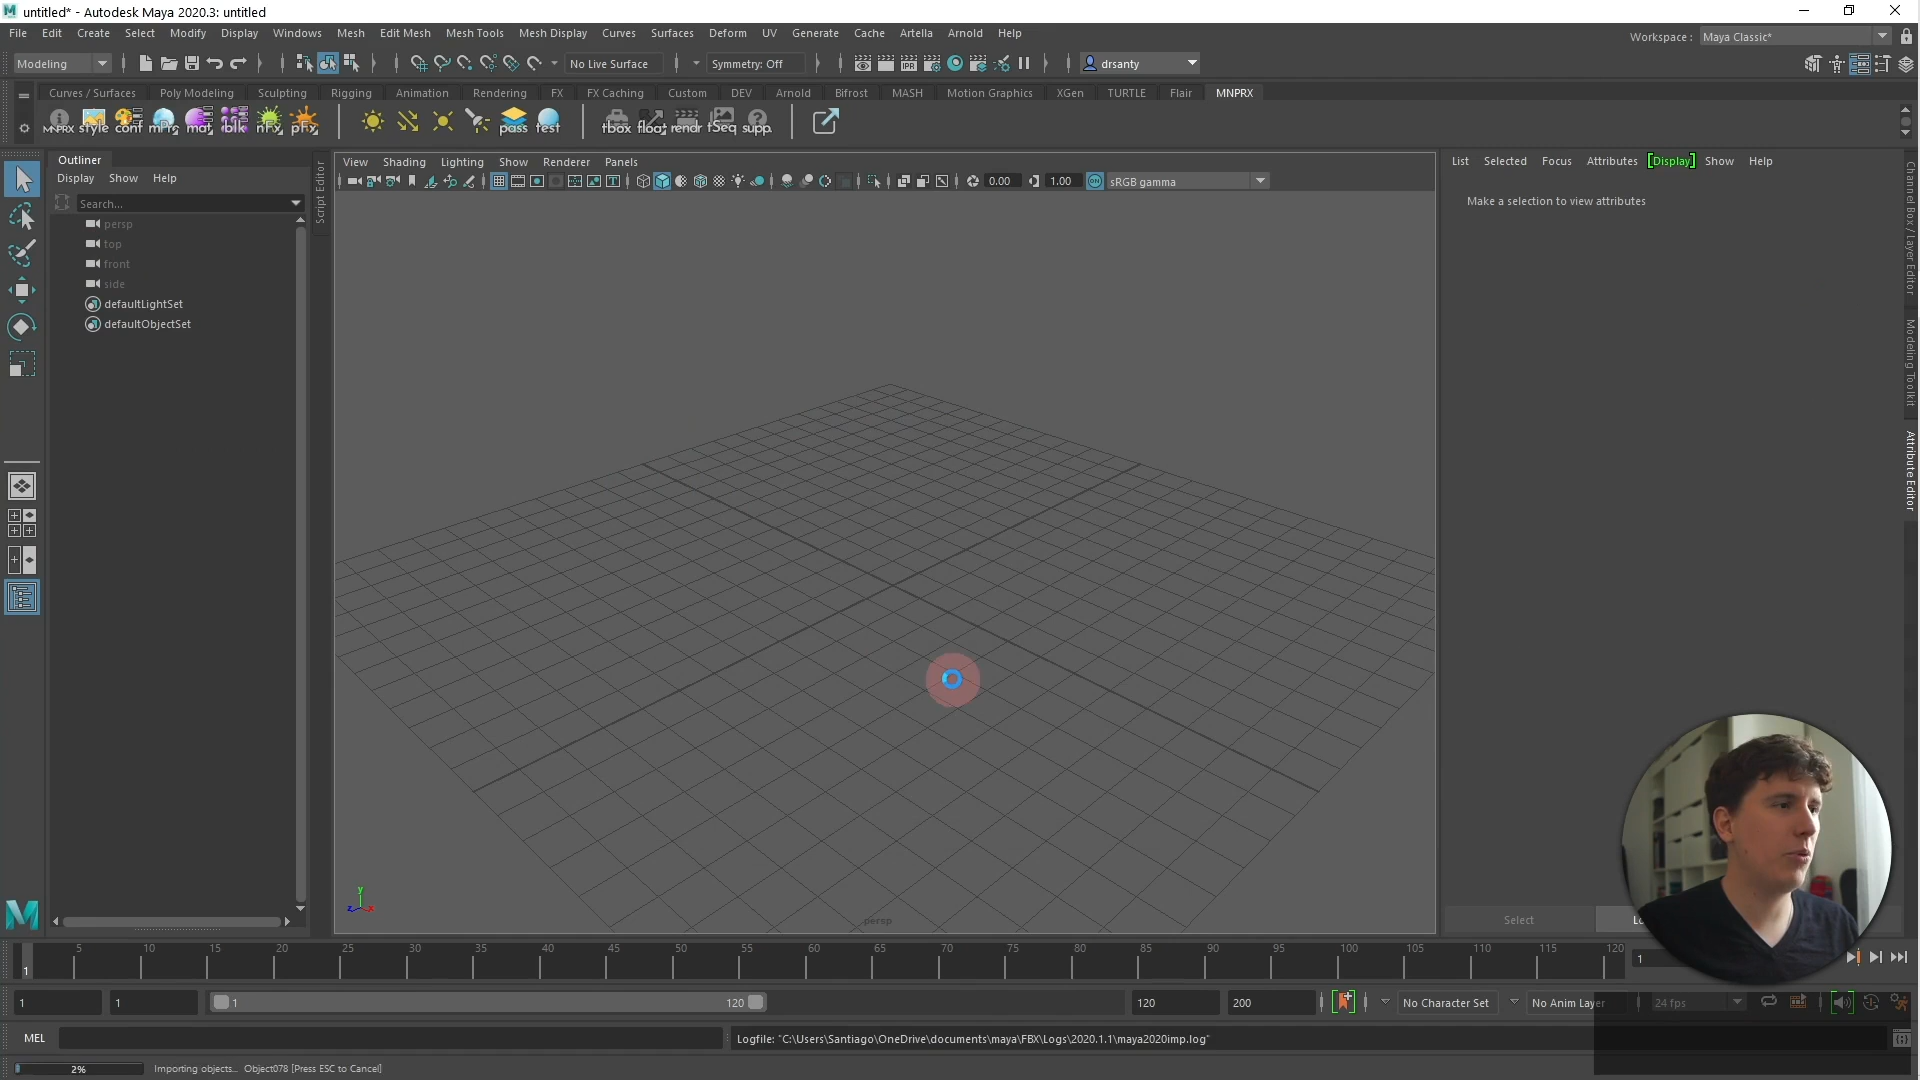 untitled* - Autodesk Maya 2020.3: untitled
File Edit Create Select Modify Display Windows Mesh Edit Mesh Mesh Tools Mesh Display Curves Surfaces Deform UV Generate Cache Artella Arnold Help
Workspace : Maya Classic*
Modeling No Live Surface Symmetry: Off drsanty
Curves / Surfaces Poly Modeling Sculpting Rigging Animation Rendering FX FX Caching Custom DEV Arnold Bifrost MASH Motion Graphics XGen TURTLE Flair MNPRX
MNPRX style conf mPrx mat blk nFx pFx pass test tbox float rendr tSeq supp.
Outliner
Display Show Help
Search...
persp
top
front
side
defaultLightSet
defaultObjectSet
Script Editor
View Shading Lighting Show Renderer Panels
0.00 1.00 ON sRGB gamma
y
z x
persp
List Selected Focus Attributes Display Show Help
Make a selection to view attributes
Select
Channel Box / Layer Editor
Modeling Toolkit
Attribute Editor
5 10 15 20 25 30 35 40 45 50 55 60 65 70 75 80 85 90 95 100 105 110 115 120
1 1
1 1 1 120 120 200 No Character Set No Anim Layer 24 fps
MEL Logfile: "C:\Users\Santiago\OneDrive\documents\maya\FBX\Logs\2020.1.1\maya2020imp.log"
2% Importing objects... Object078 [Press ESC to Cancel]